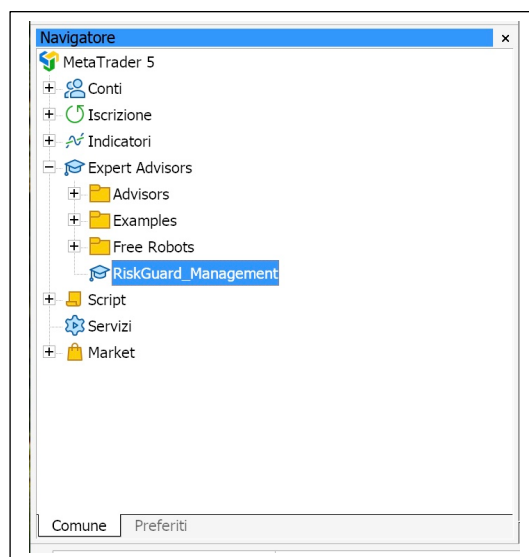 Navigatore
MetaTrader 5
Conti
Iscrizione
Indicatori
Expert Advisors
Advisors
Examples
Free Robots
RiskGuard_Management
Script
Servizi
Market
Comune Preferiti